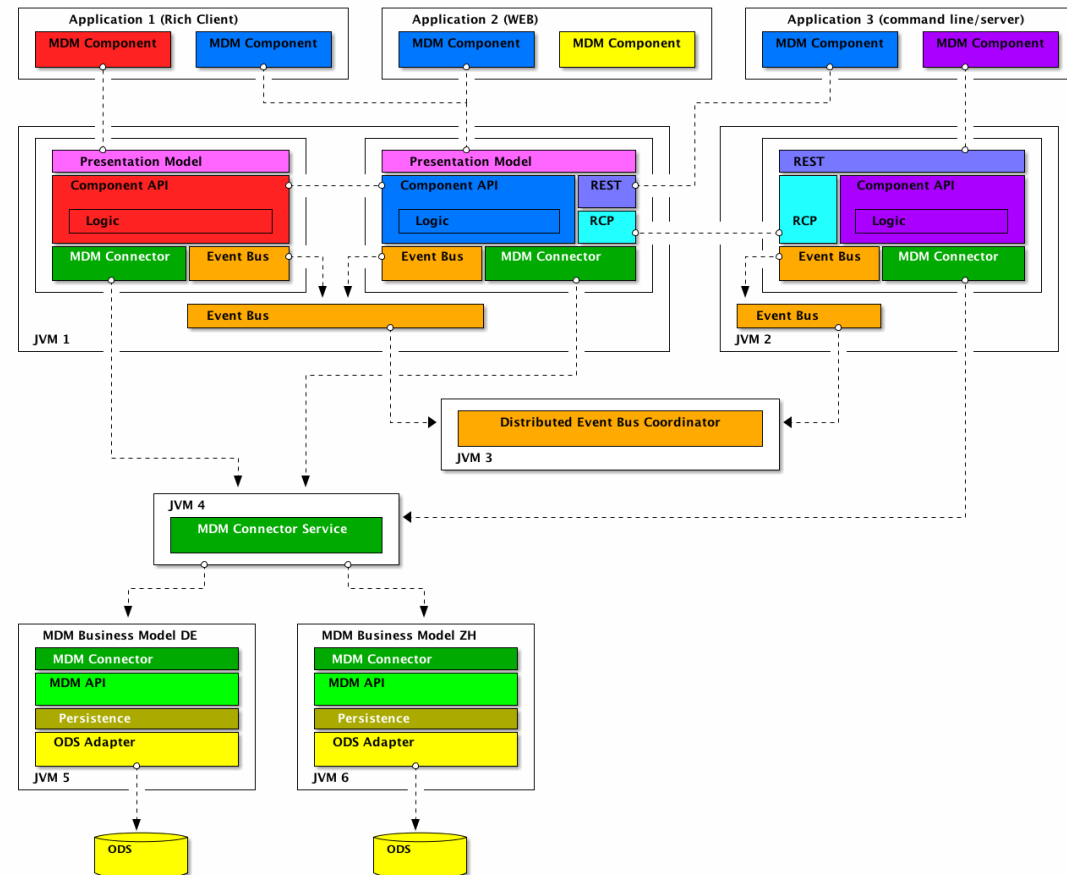 Application 1 (Rich Client)
Application 2 (WEB)
Application 3 (command line/server)
MDM Component
MDM Component
MDM Component
MDM Component
MDM Component
MDM Component
Presentation Model
Presentation Model
REST
Component API
Component API
REST
Component API
Logic
Logic
RCP
RCP
Logic
MDM Connector
Event Bus
Event Bus
MDM Connector
Event Bus
MDM Connector
Event Bus
Event Bus
JVM 1
JVM 2
Distributed Event Bus Coordinator
JVM 3
JVM 4
MDM Connector Service
MDM Business Model DE
MDM Business Model ZH
MDM Connector
MDM Connector
MDM API
MDM API
Persistence
Persistence
ODS Adapter
ODS Adapter
JVM 5
JVM 6
ODS
ODS